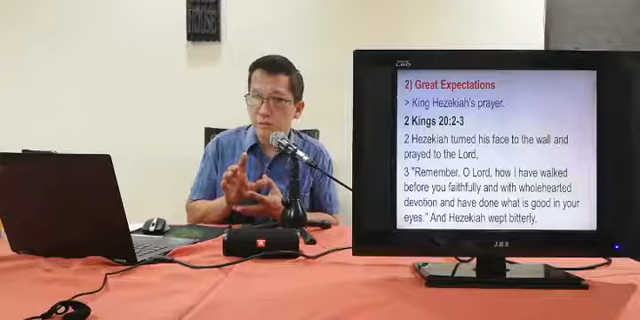 2) Great Expectations
> King Hezekiah's prayer.
2 Kings 20:2-3
2 Hezekiah turned his face to the wall and
prayed to the Lord,
3 "Remember, O Lord, how I have walked
before you faithfully and with wholehearted
devotion and have done what is good in your
eyes." And Hezekiah wept bitterly.